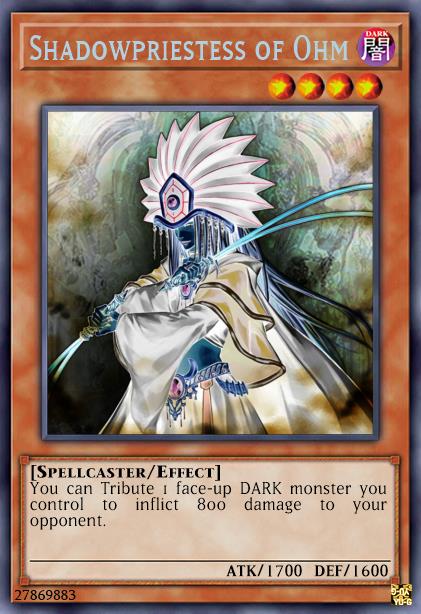 SHADOWPRIESTESS OF OHM
DARK
闇
[SPELLCASTER/EFFECT]
You can Tribute 1 face-up DARK monster you
control to inflict 800 damage to your
opponent.
ATK/1700 DEF/1600
27869883